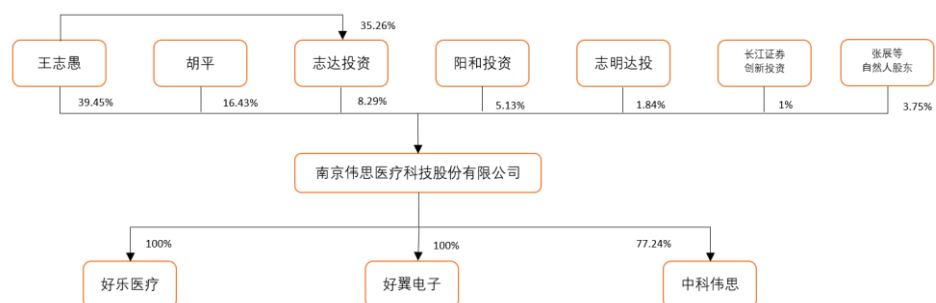 35.26%
王志愚
胡平
志达投资
阳和投资
志明达投
长江证券
创新投资
张展等
自然人股东
39.45%
16.43%
8.29%
5.13%
1.84%
1%
3.75%
南京伟思医疗科技股份有限公司
100%
100%
77.24%
好乐医疗
好翼电子
中科伟思